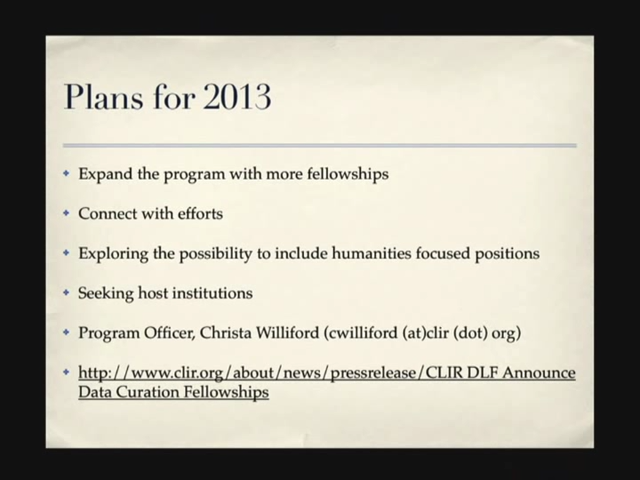 Plans for 2013
Expand the program with more fellowships
Connect with efforts
Exploring the possibility to include humanities focused positions
Seeking host institutions
Program Officer, Christa Williford (cwilliford (at)clir (dot) org)
http://www.clir.org/about/news/pressrelease/CLIR DLF Announce
Data Curation Fellowships